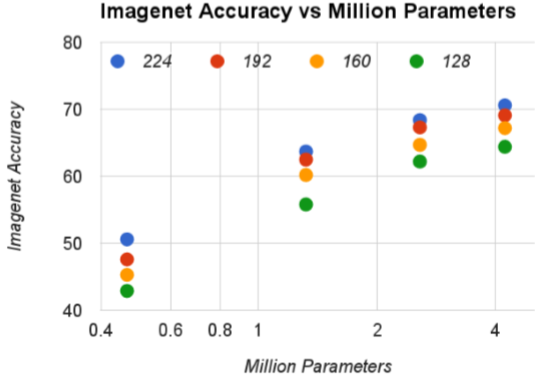 Imagenet Accuracy vs Million Parameters
80
224 192 160 128
70
60
50
40
Imagenet Accuracy
0.4 0.6 0.8 1 2 4
Million Parameters